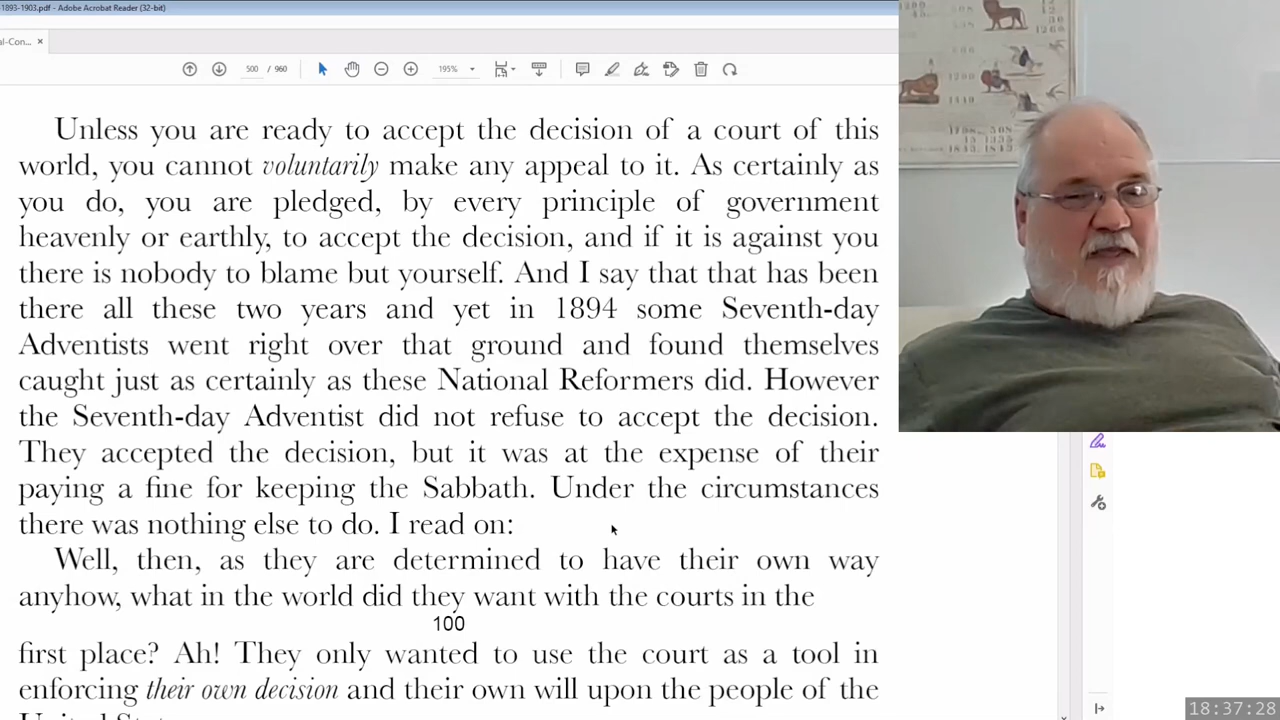 -1893-1903.pdf - Adobe Acrobat Reader (32-bit)
al-Con... ×
500 / 960
195%
Unless you are ready to accept the decision of a court of this
world, you cannot voluntarily make any appeal to it. As certainly as
you do, you are pledged, by every principle of government
heavenly or earthly, to accept the decision, and if it is against you
there is nobody to blame but yourself. And I say that that has been
there all these two years and yet in 1894 some Seventh-day
Adventists went right over that ground and found themselves
caught just as certainly as these National Reformers did. However
the Seventh-day Adventist did not refuse to accept the decision.
They accepted the decision, but it was at the expense of their
paying a fine for keeping the Sabbath. Under the circumstances
there was nothing else to do. I read on:
Well, then, as they are determined to have their own way
anyhow, what in the world did they want with the courts in the
100
first place? Ah! They only wanted to use the court as a tool in
enforcing their own decision and their own will upon the people of the
United
18:37:28